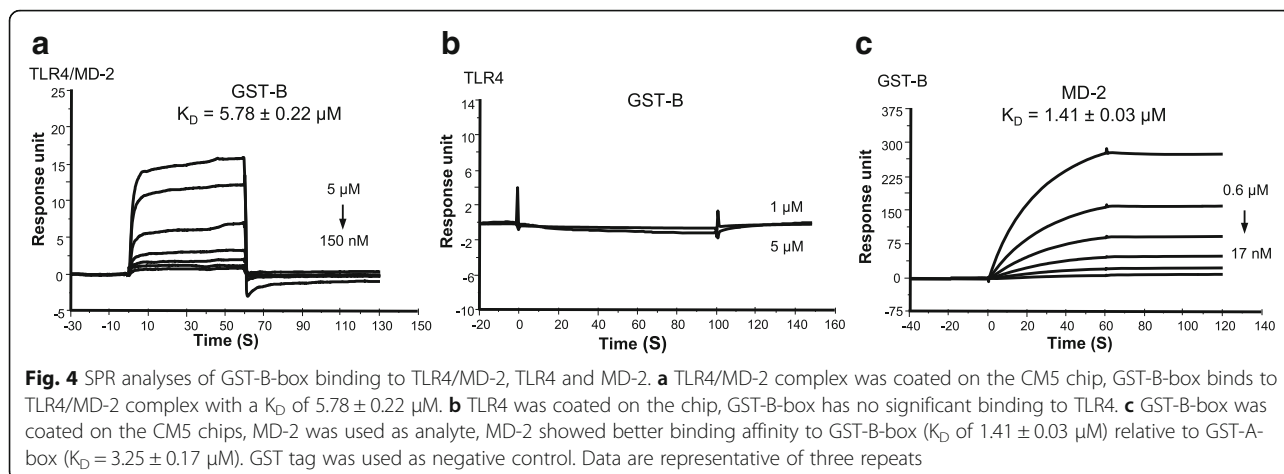 a
TLR4/MD-2
GST-B
K_D = 5.78 ± 0.22 µM
Response unit
25
20
15
10
5
0
-5
5 µM
150 nM
-30 -10 10 30 50 70 90 110 130 150
Time (S)
b
TLR4
GST-B
Response unit
14
10
6
2
-2
-6
-10
1 µM
5 µM
-20 0 20 40 60 80 100 120 140 160
Time (S)
c
GST-B
MD-2
K_D = 1.41 ± 0.03 µM
Response unit
375
300
225
150
75
0
75
0.6 µM
17 nM
-40 -20 0 20 40 60 80 100 120 140
Time (S)
Fig. 4 SPR analyses of GST-B-box binding to TLR4/MD-2, TLR4 and MD-2. a TLR4/MD-2 complex was coated on the CM5 chip, GST-B-box binds to
TLR4/MD-2 complex with a K_D of 5.78 ± 0.22 µM. b TLR4 was coated on the chip, GST-B-box has no significant binding to TLR4. c GST-B-box was
coated on the CM5 chips, MD-2 was used as analyte, MD-2 showed better binding affinity to GST-B-box (K_D of 1.41 ± 0.03 µM) relative to GST-A-
box (K_D = 3.25 ± 0.17 µM). GST tag was used as negative control. Data are representative of three repeats